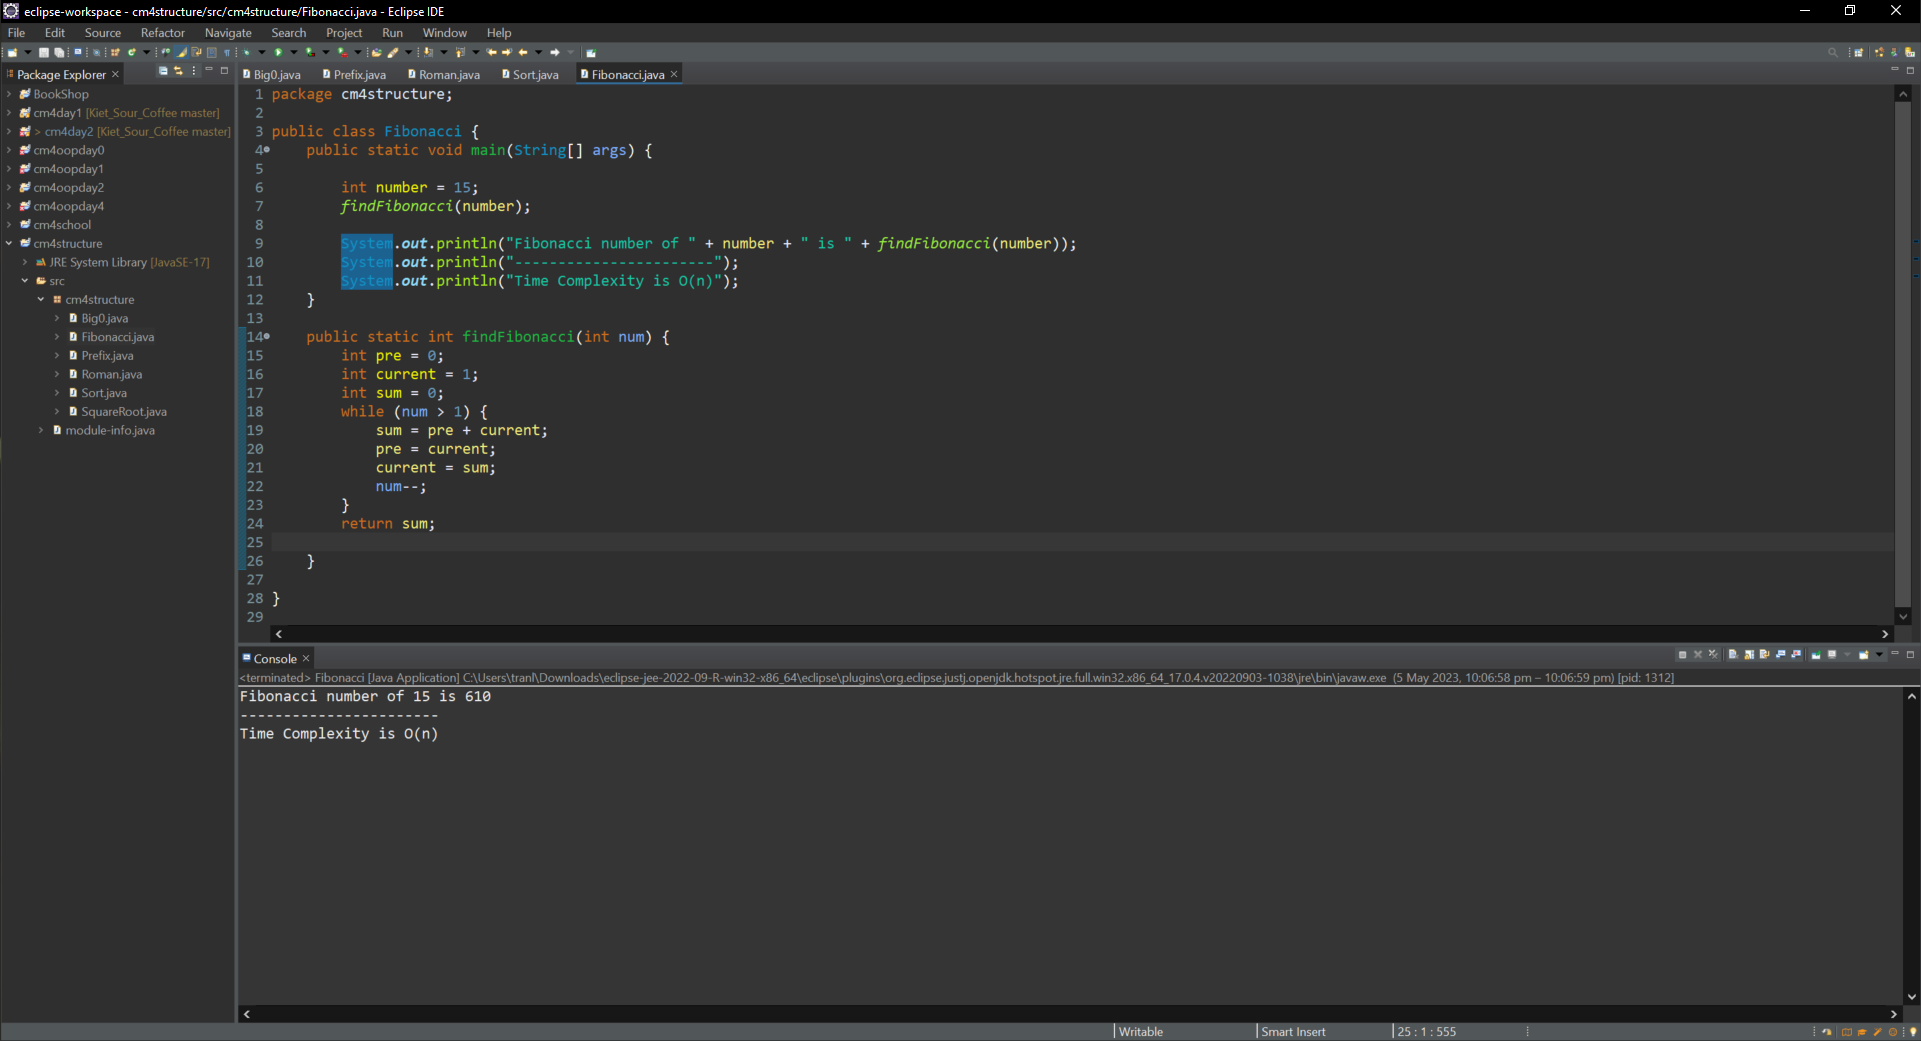 eclipse-workspace - cm4structure/src/cm4structure/Fibonacci.java - Eclipse IDE
File Edit Source Refactor Navigate Search Project Run Window Help
Package Explorer
BookShop
cm4day1 [Kiet_Sour_Coffee master]
> cm4day2 [Kiet_Sour_Coffee master]
cm4oopday0
cm4oopday1
cm4oopday2
cm4oopday4
cm4school
cm4structure
JRE System Library [JavaSE-17]
src
cm4structure
BigO.java
Fibonacci.java
Prefix.java
Roman.java
Sort.java
SquareRoot.java
module-info.java
BigO.java Prefix.java Roman.java Sort.java Fibonacci.java
1 package cm4structure;
2
3 public class Fibonacci {
4 public static void main(String[] args) {
5
6 int number = 15;
7 findFibonacci(number);
8
9 System.out.println("Fibonacci number of " + number + " is " + findFibonacci(number));
10 System.out.println("-----------------------");
11 System.out.println("Time Complexity is O(n)");
12 }
13
14 public static int findFibonacci(int num) {
15 int pre = 0;
16 int current = 1;
17 int sum = 0;
18 while (num > 1) {
19 sum = pre + current;
20 pre = current;
21 current = sum;
22 num--;
23 }
24 return sum;
25
26 }
27
28 }
29
Console
<terminated> Fibonacci [Java Application] C:\Users\tranl\Downloads\eclipse-jee-2022-09-R-win32-x86_64\eclipse\plugins\org.eclipse.justj.openjdk.hotspot.jre.full.win32.x86_64_17.0.4.v20220903-1038\jre\bin\javaw.exe (5 May 2023, 10:06:58 pm – 10:06:59 pm) [pid: 1312]
Fibonacci number of 15 is 610
-----------------------
Time Complexity is O(n)
Writable Smart Insert 25 : 1 : 555